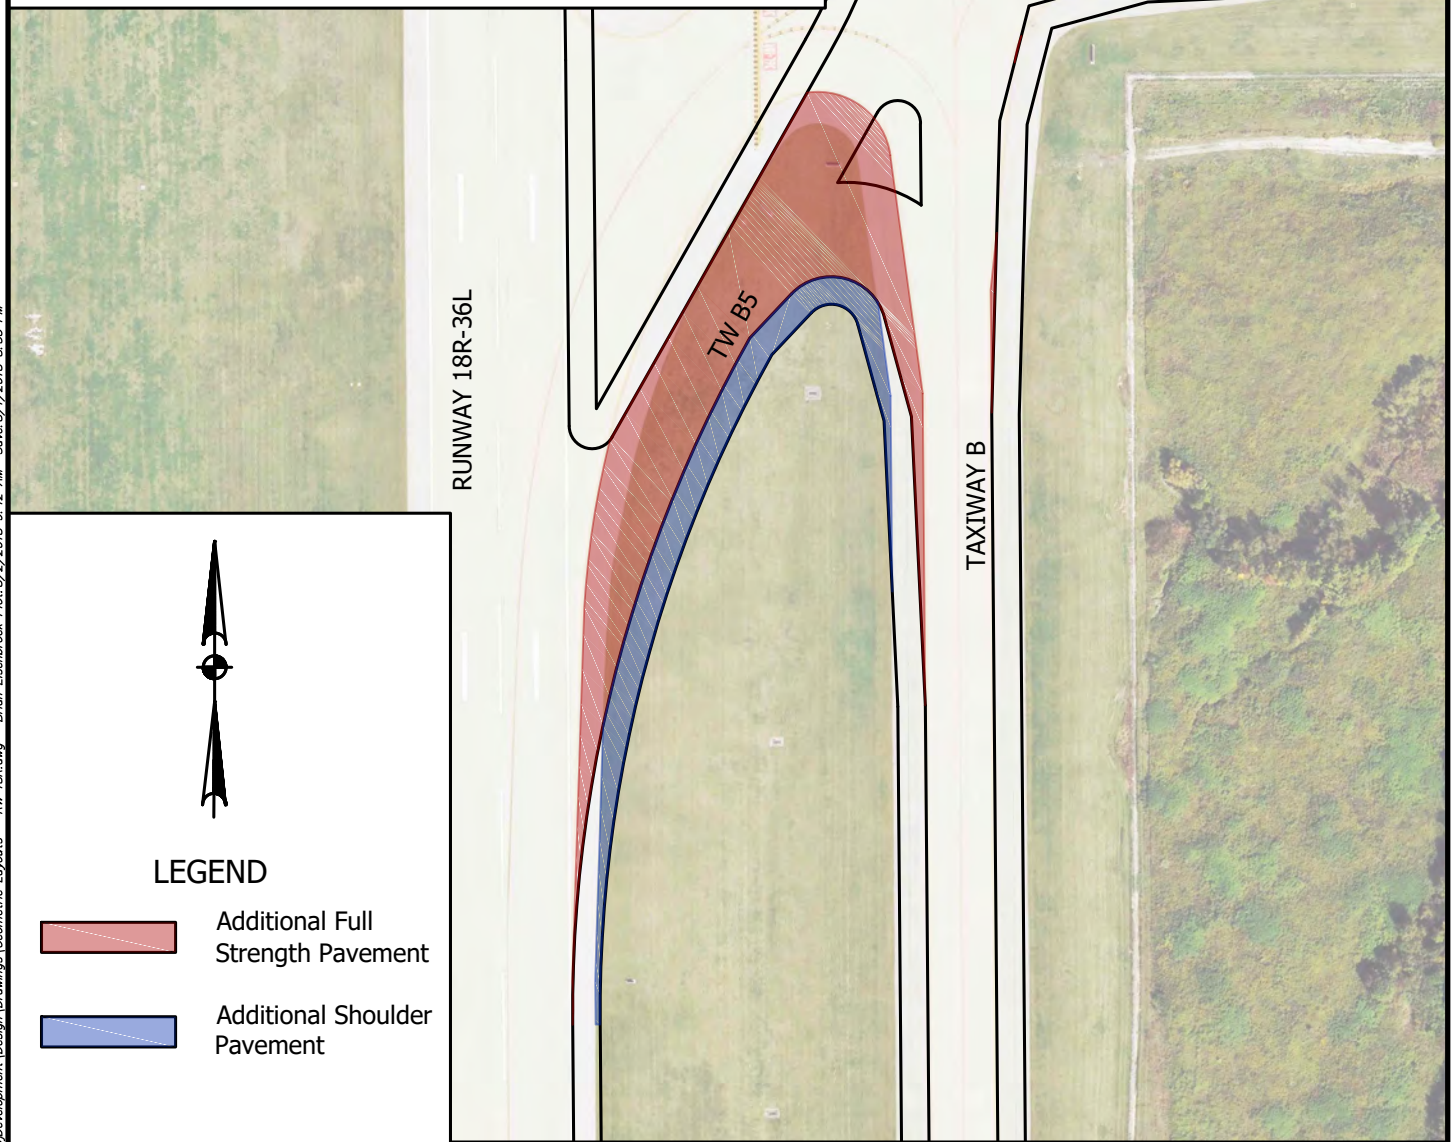 RUNWAY 18R-36L
TW B5
TAXIWAY B
LEGEND
Additional Full
Strength Pavement
Additional Shoulder
Pavement